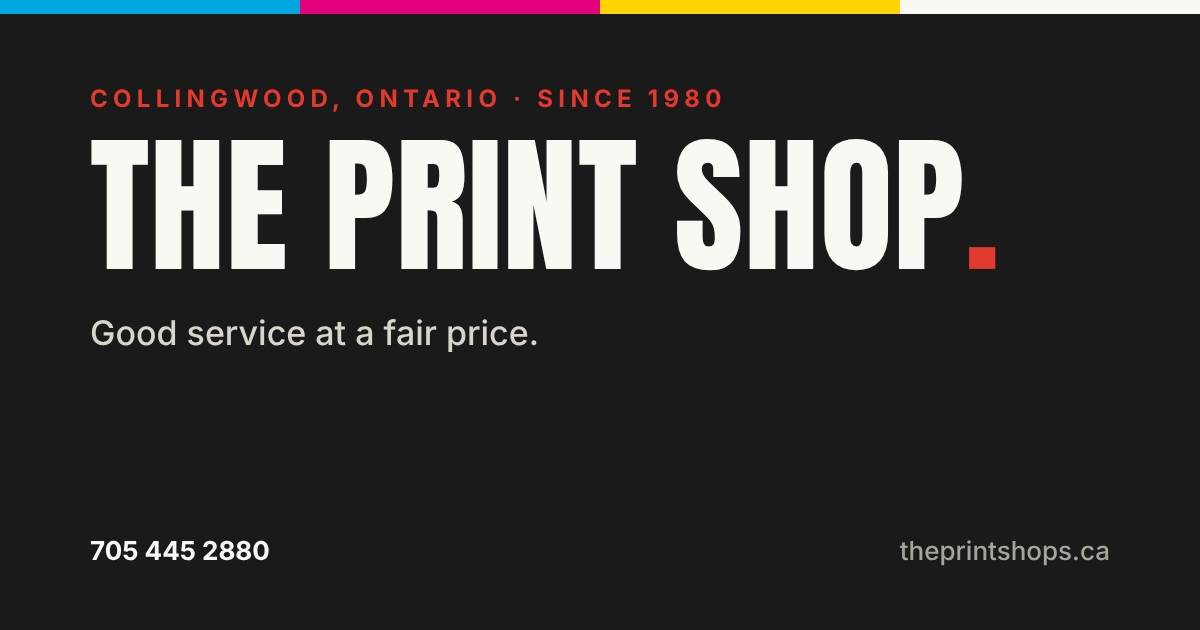 COLLINGWOOD, ONTARIO · SINCE 1980
THE PRINT SHOP.
Good service at a fair price.
705 445 2880
theprintshops.ca